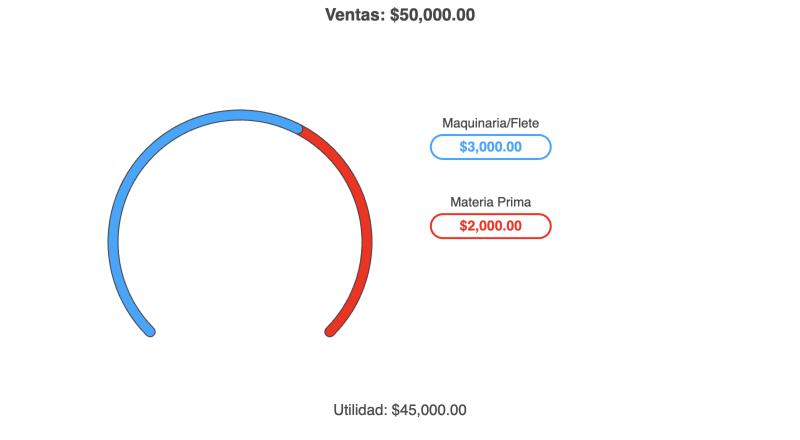 Ventas: $50,000.00
Maquinaria/Flete
$3,000.00
Materia Prima
$2,000.00
Utilidad: $45,000.00